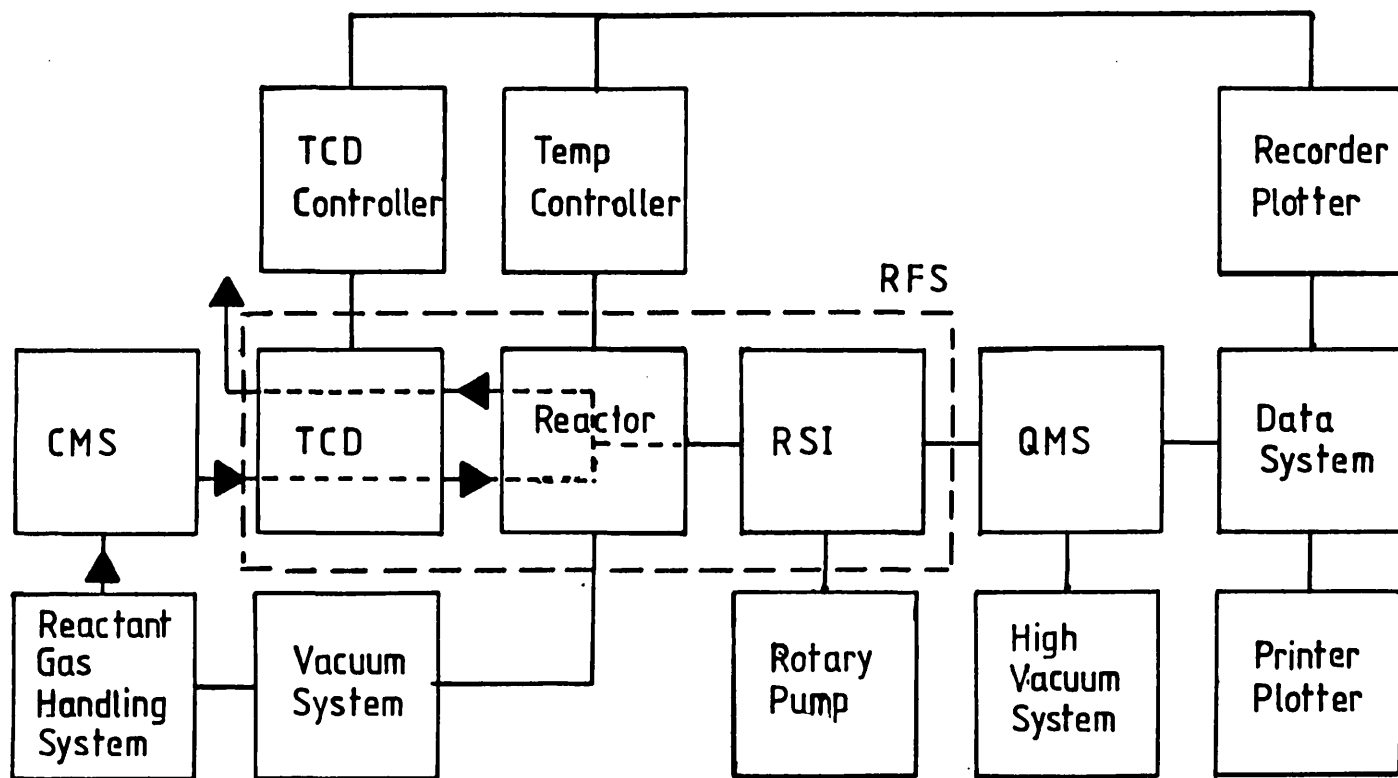 TCD
Controller
Temp
Controller
Recorder
Plotter
RFS
CMS
TCD
Reactor
RSI
QMS
Data
System
Reactant
Gas
Handling
System
Vacuum
System
Rotary
Pump
High
Vacuum
System
Printer
Plotter